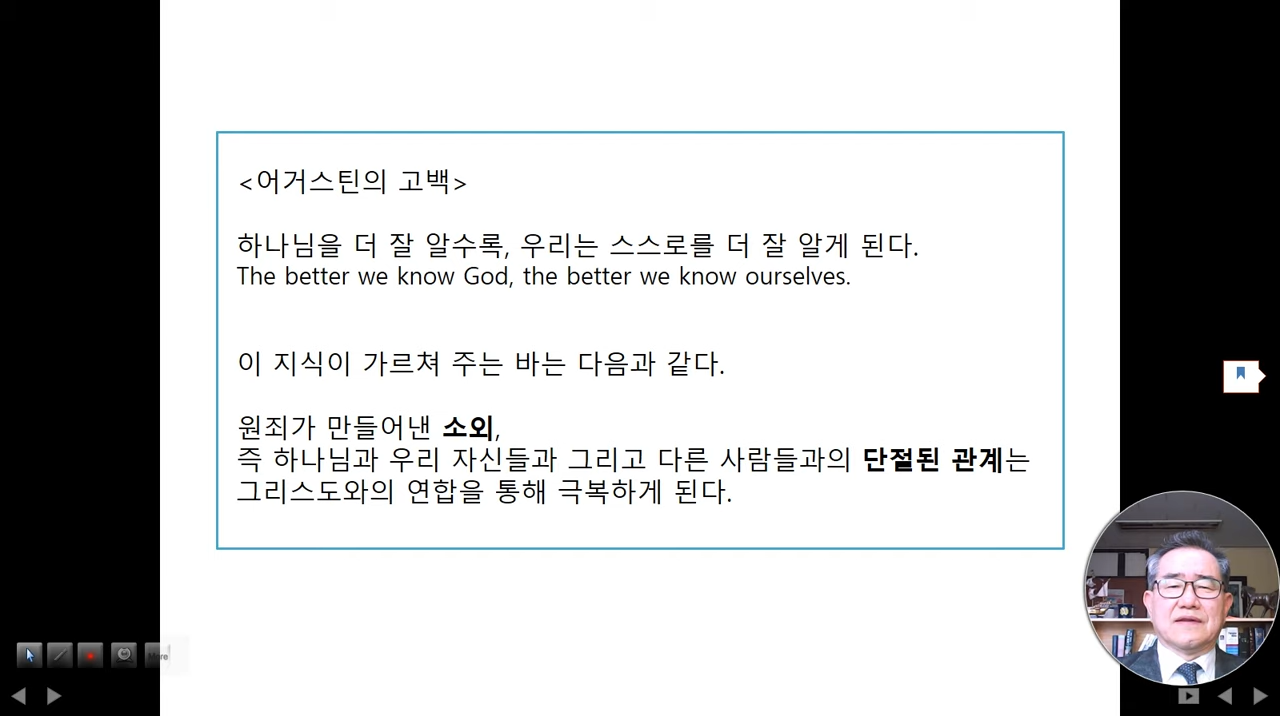 <어거스틴의 고백>
하나님을 더 잘 알수록, 우리는 스스로를 더 잘 알게 된다.
The better we know God, the better we know ourselves.
이 지식이 가르쳐 주는 바는 다음과 같다.
원죄가 만들어낸 소외,
즉 하나님과 우리 자신들과 그리고 다른 사람들과의 단절된 관계는
그리스도와의 연합을 통해 극복하게 된다.
More